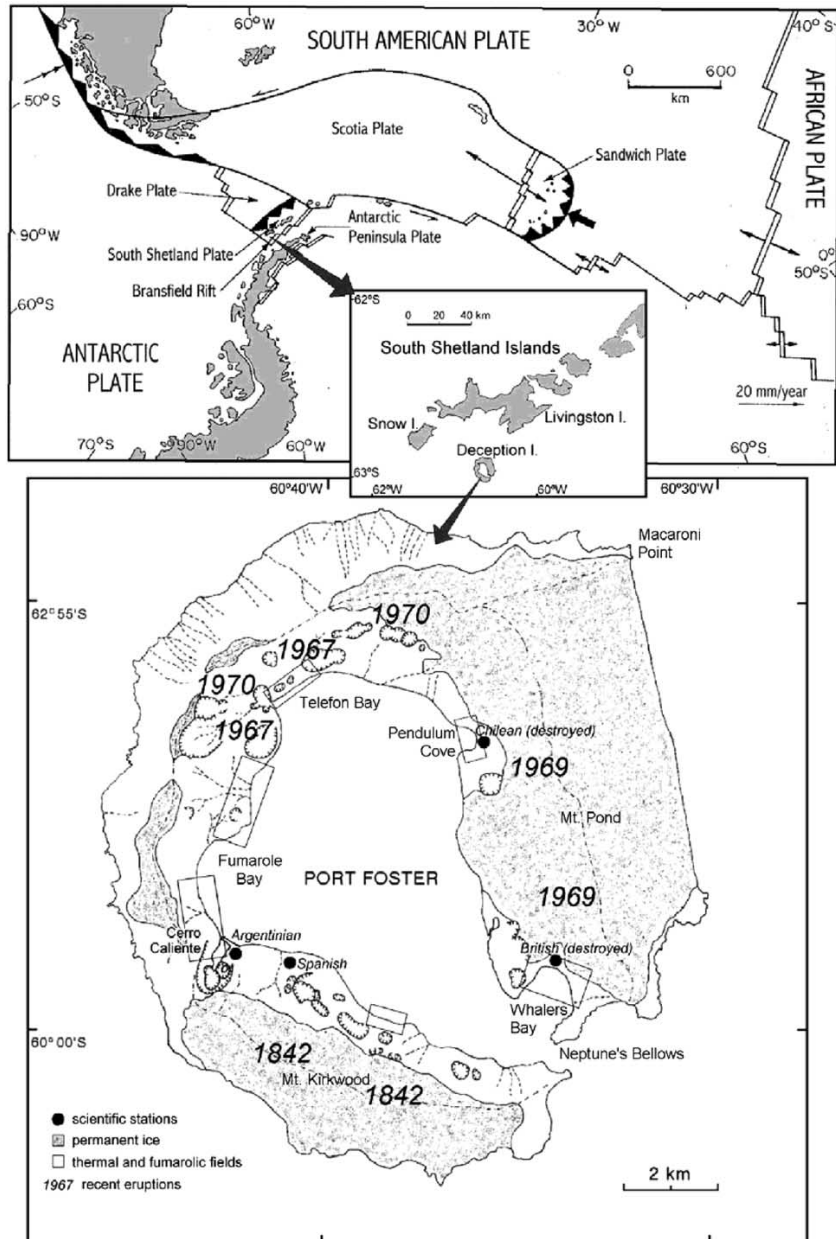 60°W
30°W
40°S
SOUTH AMERICAN PLATE
0
600
km
AFRICAN PLATE
50°S
Scotia Plate
Sandwich Plate
Drake Plate
Antarctic
Peninsula Plate
90°W
South Shetland Plate
Bransfield Rift
0°
50°S
60°S
ANTARCTIC
PLATE
20 mm/year
70°S
90°W
60°W
60°S
62°S
0 20 40 km
South Shetland Islands
Snow I.
Livingston I.
Deception I.
63°S
62°W
60°W
60°40'W
60°30'W
Macaroni
Point
62°55'S
1970
1967
1970
Telefon Bay
1967
Pendulum
Cove
Chilean (destroyed)
1969
Mt. Pond
Fumarole
Bay
PORT FOSTER
1969
Cerro
Caliente
Argentinian
Spanish
British (destroyed)
Whalers
Bay
60°00'S
Neptune's Bellows
1842
Mt. Kirkwood
1842
scientific stations
permanent ice
thermal and fumarolic fields
1967 recent eruptions
2 km